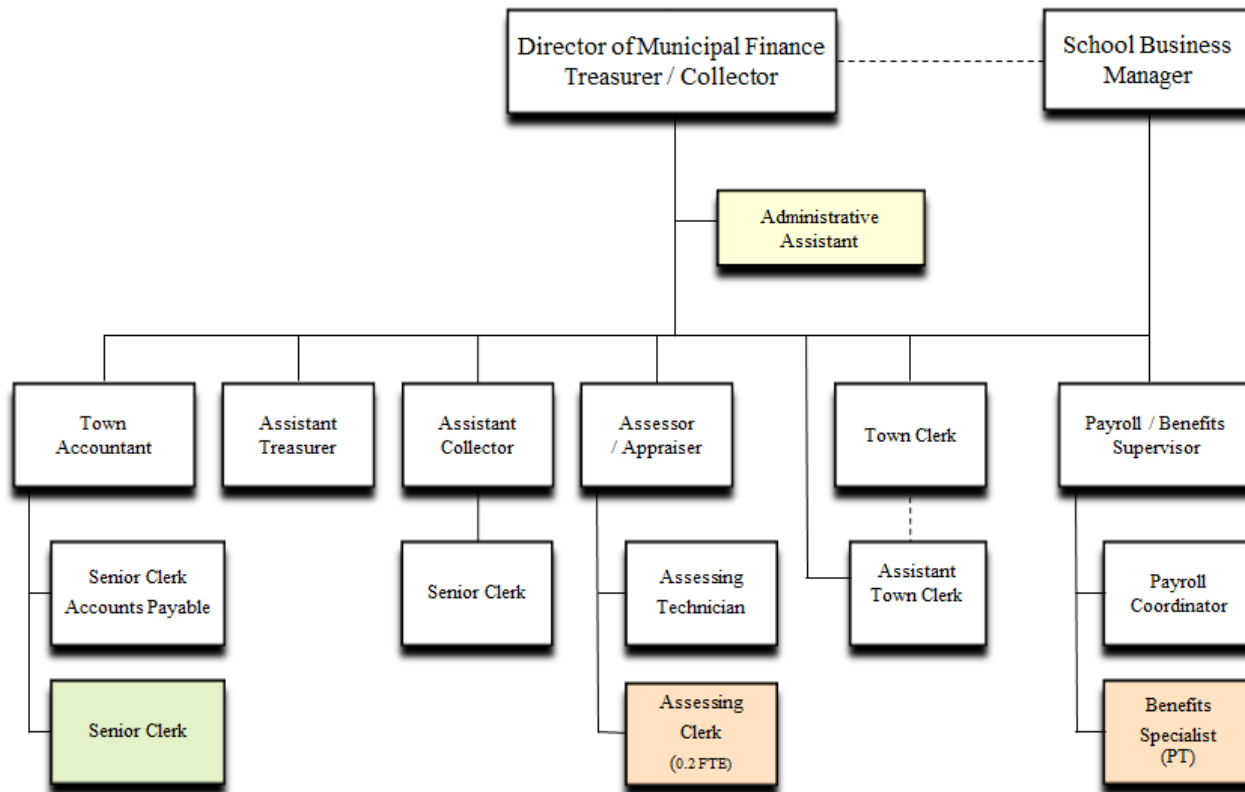 Director of Municipal Finance
Treasurer / Collector
School Business
Manager
Administrative
Assistant
Town
Accountant
Assistant
Treasurer
Assistant
Collector
Assessor
/ Appraiser
Town Clerk
Payroll / Benefits
Supervisor
Senior Clerk
Accounts Payable
Senior Clerk
Assessing
Technician
Assistant
Town Clerk
Payroll
Coordinator
Senior Clerk
Assessing
Clerk
(0.2 FTE)
Benefits
Specialist
(PT)